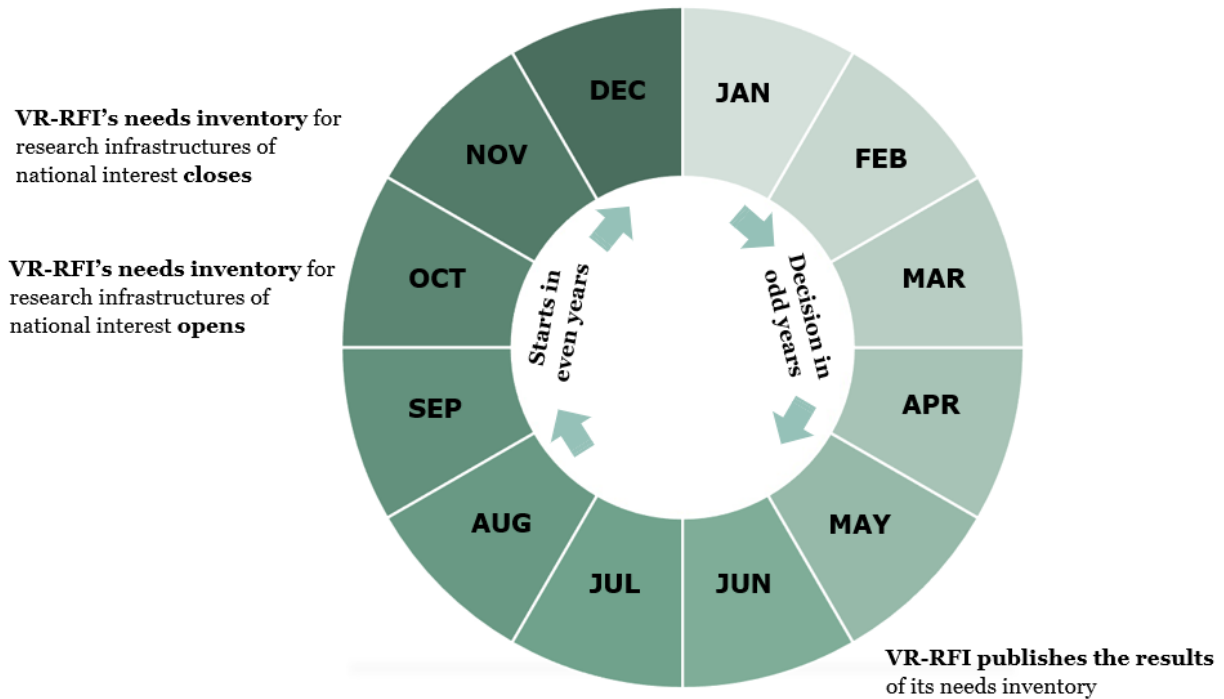 DEC
JAN
VR-RFI’s needs inventory for
research infrastructures of
national interest closes
NOV
FEB
VR-RFI’s needs inventory for
research infrastructures of
national interest opens
OCT
MAR
Starts in
even years
Decision in
odd years
SEP
APR
AUG
MAY
JUL
JUN
VR-RFI publishes the results
of its needs inventory